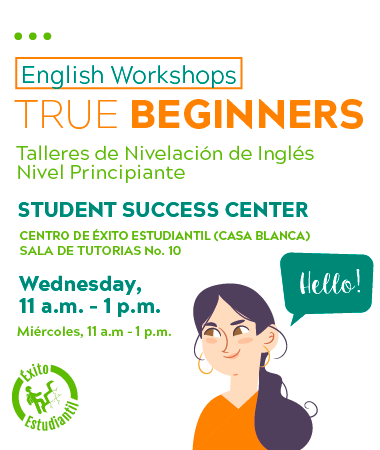 English Workshops
TRUE BEGINNERS
Talleres de Nivelación de Inglés
Nivel Principiante
STUDENT SUCCESS CENTER
CENTRO DE ÉXITO ESTUDIANTIL (CASA BLANCA)
SALA DE TUTORIAS No. 10
Wednesday,
11 a.m. - 1 p.m.
Miércoles, 11 a.m - 1 p.m.
Hello!
Éxito
Estudiantil